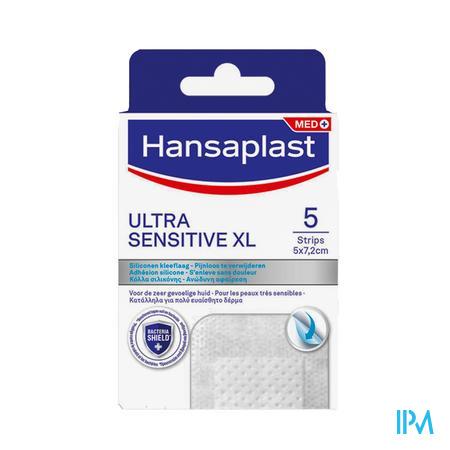 MED+
Hansaplast
ULTRA
SENSITIVE XL
5
Strips
5x7,2cm
Siliconen kleeflaag - Pijnloos te verwijderen
Adhésion silicone - S'enleve sans douleur
Κόλλα σιλικόνης - Ανώδυνη αφαίρεση
Voor de zeer gevoelige huid - Pour les peaux très sensibles -
Κατάλληλα για πολύ ευαίσθητο δέρμα
BACTERIA
SHIELD
IPM